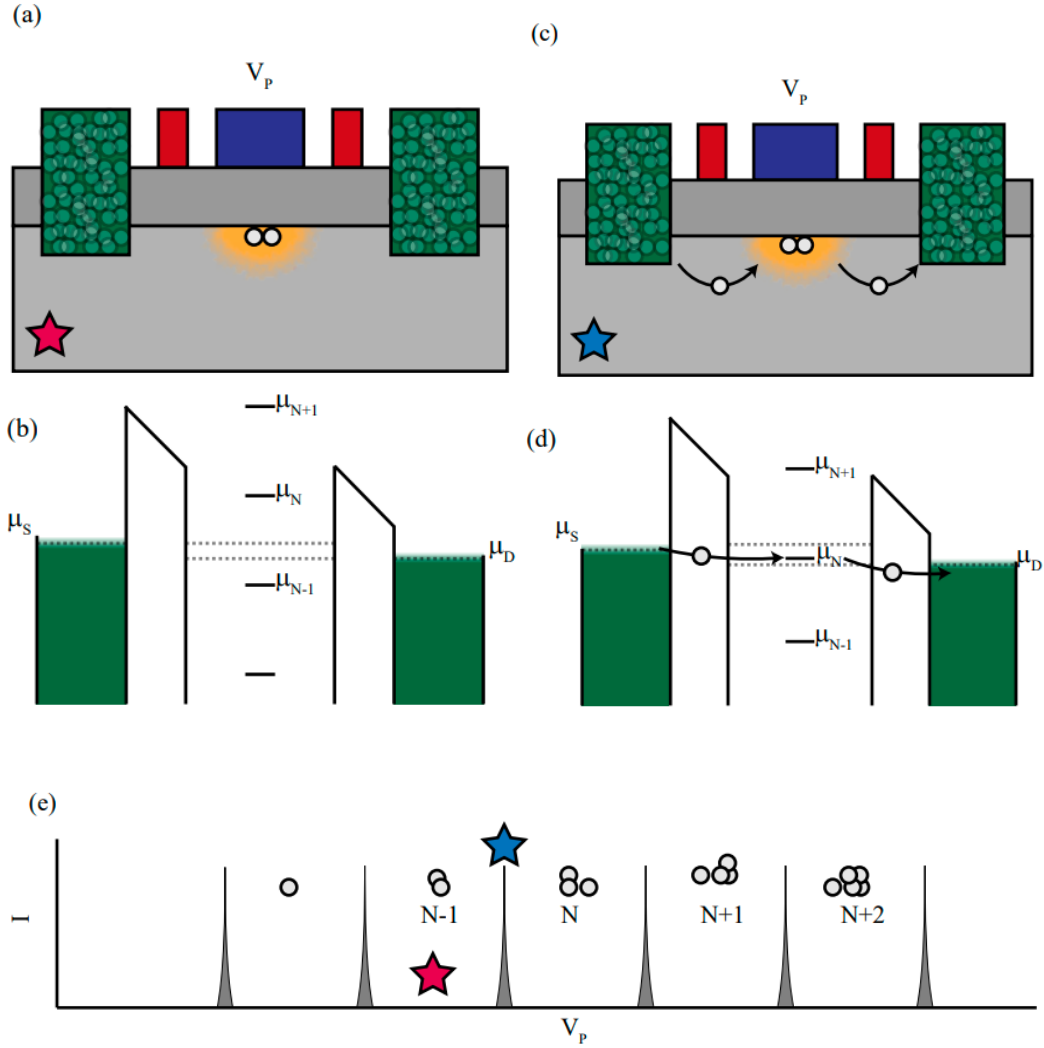 (a)
(c)
V_P
V_P
(b)
(d)
μ_N+1
μ_N+1
μ_N
μ_S
μ_S
μ_D
μ_N
μ_D
μ_N-1
μ_N-1
(e)
I
N-1
N
N+1
N+2
V_P